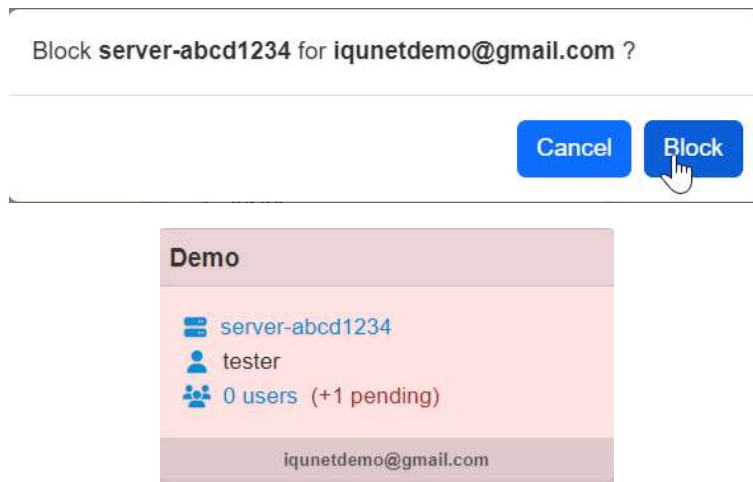 Block server-abcd1234 for iqunetdemo@gmail.com ?
Cancel Block
Demo
server-abcd1234
tester
0 users (+1 pending)
iqunetdemo@gmail.com